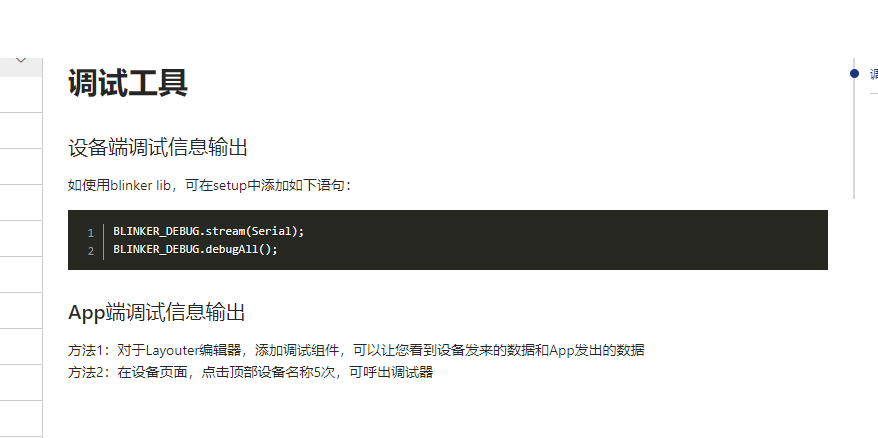 调试工具
设备端调试信息输出
如使用blinker lib，可在setup中添加如下语句：
1 BLINKER_DEBUG.stream(Serial);
2 BLINKER_DEBUG.debugAll();
App端调试信息输出
方法1：对于Layouter编辑器，添加调试组件，可以让您看到设备发来的数据和App发出的数据
方法2：在设备页面，点击顶部设备名称5次，可呼出调试器